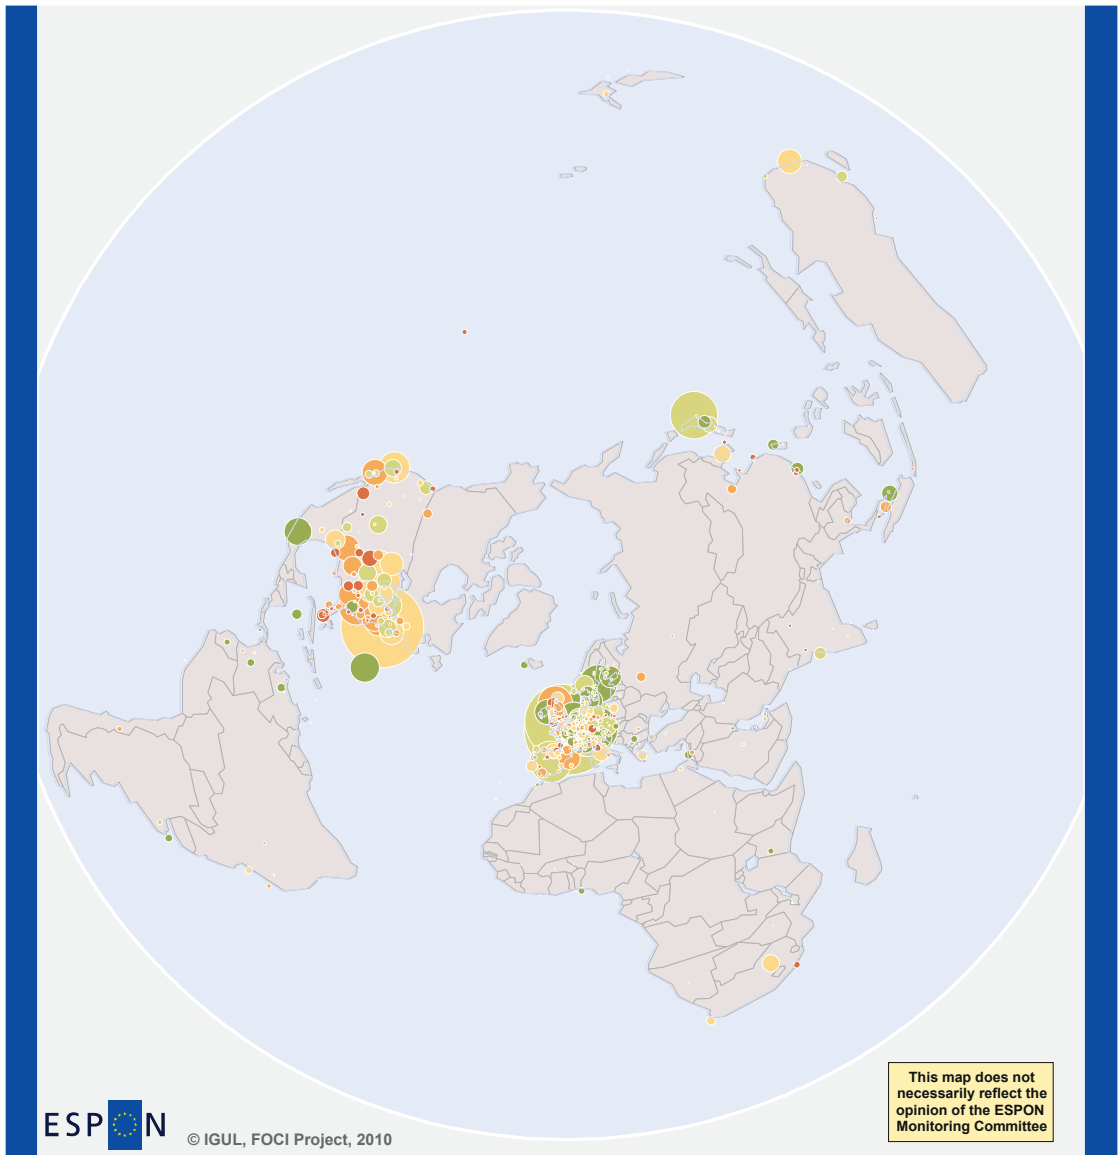 This map does not
necessarily reflect the
opinion of the ESPON
Monitoring Committee
ESPON
© IGUL, FOCI Project, 2010